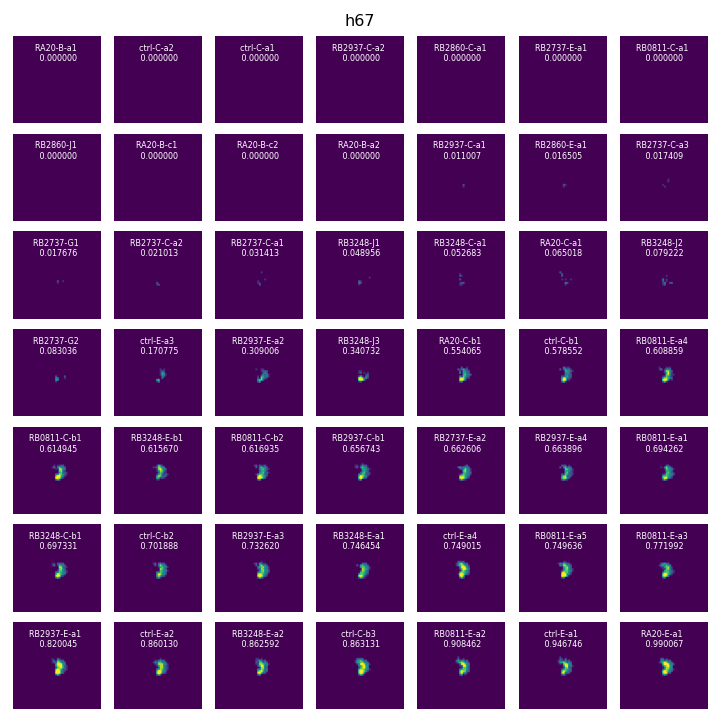 h67
RA20-B-a1 ctrl-C-a2 ctrl-C-a1 RB2937-C-a2 RB2860-C-a1 RB2737-E-a1 RB0811-C-a1
0.000000 0.000000 0.000000 0.000000 0.000000 0.000000 0.000000
RB2860-J1 RA20-B-c1 RA20-B-c2 RA20-B-a2 RB2937-C-a1 RB2860-E-a1 RB2737-C-a3
0.000000 0.000000 0.000000 0.000000 0.011007 0.016505 0.017409
RB2737-G1 RB2737-C-a2 RB2737-C-a1 RB3248-J1 RB3248-C-a1 RA20-C-a1 RB3248-J2
0.017676 0.021013 0.031413 0.048956 0.052683 0.065018 0.079222
RB2737-G2 ctrl-E-a3 RB2937-E-a2 RB3248-J3 RA20-C-b1 ctrl-C-b1 RB0811-E-a4
0.083036 0.170775 0.309006 0.340732 0.554065 0.578552 0.608859
RB0811-C-b1 RB3248-E-b1 RB0811-C-b2 RB2937-C-b1 RB2737-E-a2 RB2937-E-a4 RB0811-E-a1
0.614945 0.615670 0.616935 0.656743 0.662606 0.663896 0.694262
RB3248-C-b1 ctrl-C-b2 RB2937-E-a3 RB3248-E-a1 ctrl-E-a4 RB0811-E-a5 RB0811-E-a3
0.697331 0.701888 0.732620 0.746454 0.749015 0.749636 0.771992
RB2937-E-a1 ctrl-E-a2 RB3248-E-a2 ctrl-C-b3 RB0811-E-a2 ctrl-E-a1 RA20-E-a1
0.820045 0.860130 0.862592 0.863131 0.908462 0.946746 0.990067